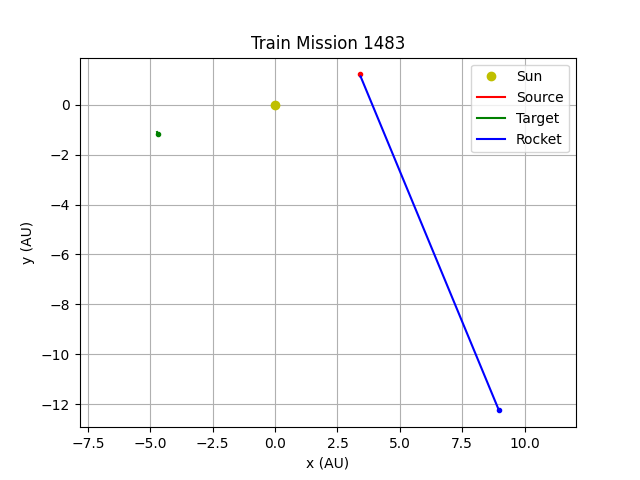 Train Mission 1483
Sun
Source
Target
Rocket
0
−2
−4
−6
−8
−10
−12
y (AU)
−7.5 −5.0 −2.5 0.0 2.5 5.0 7.5 10.0
x (AU)